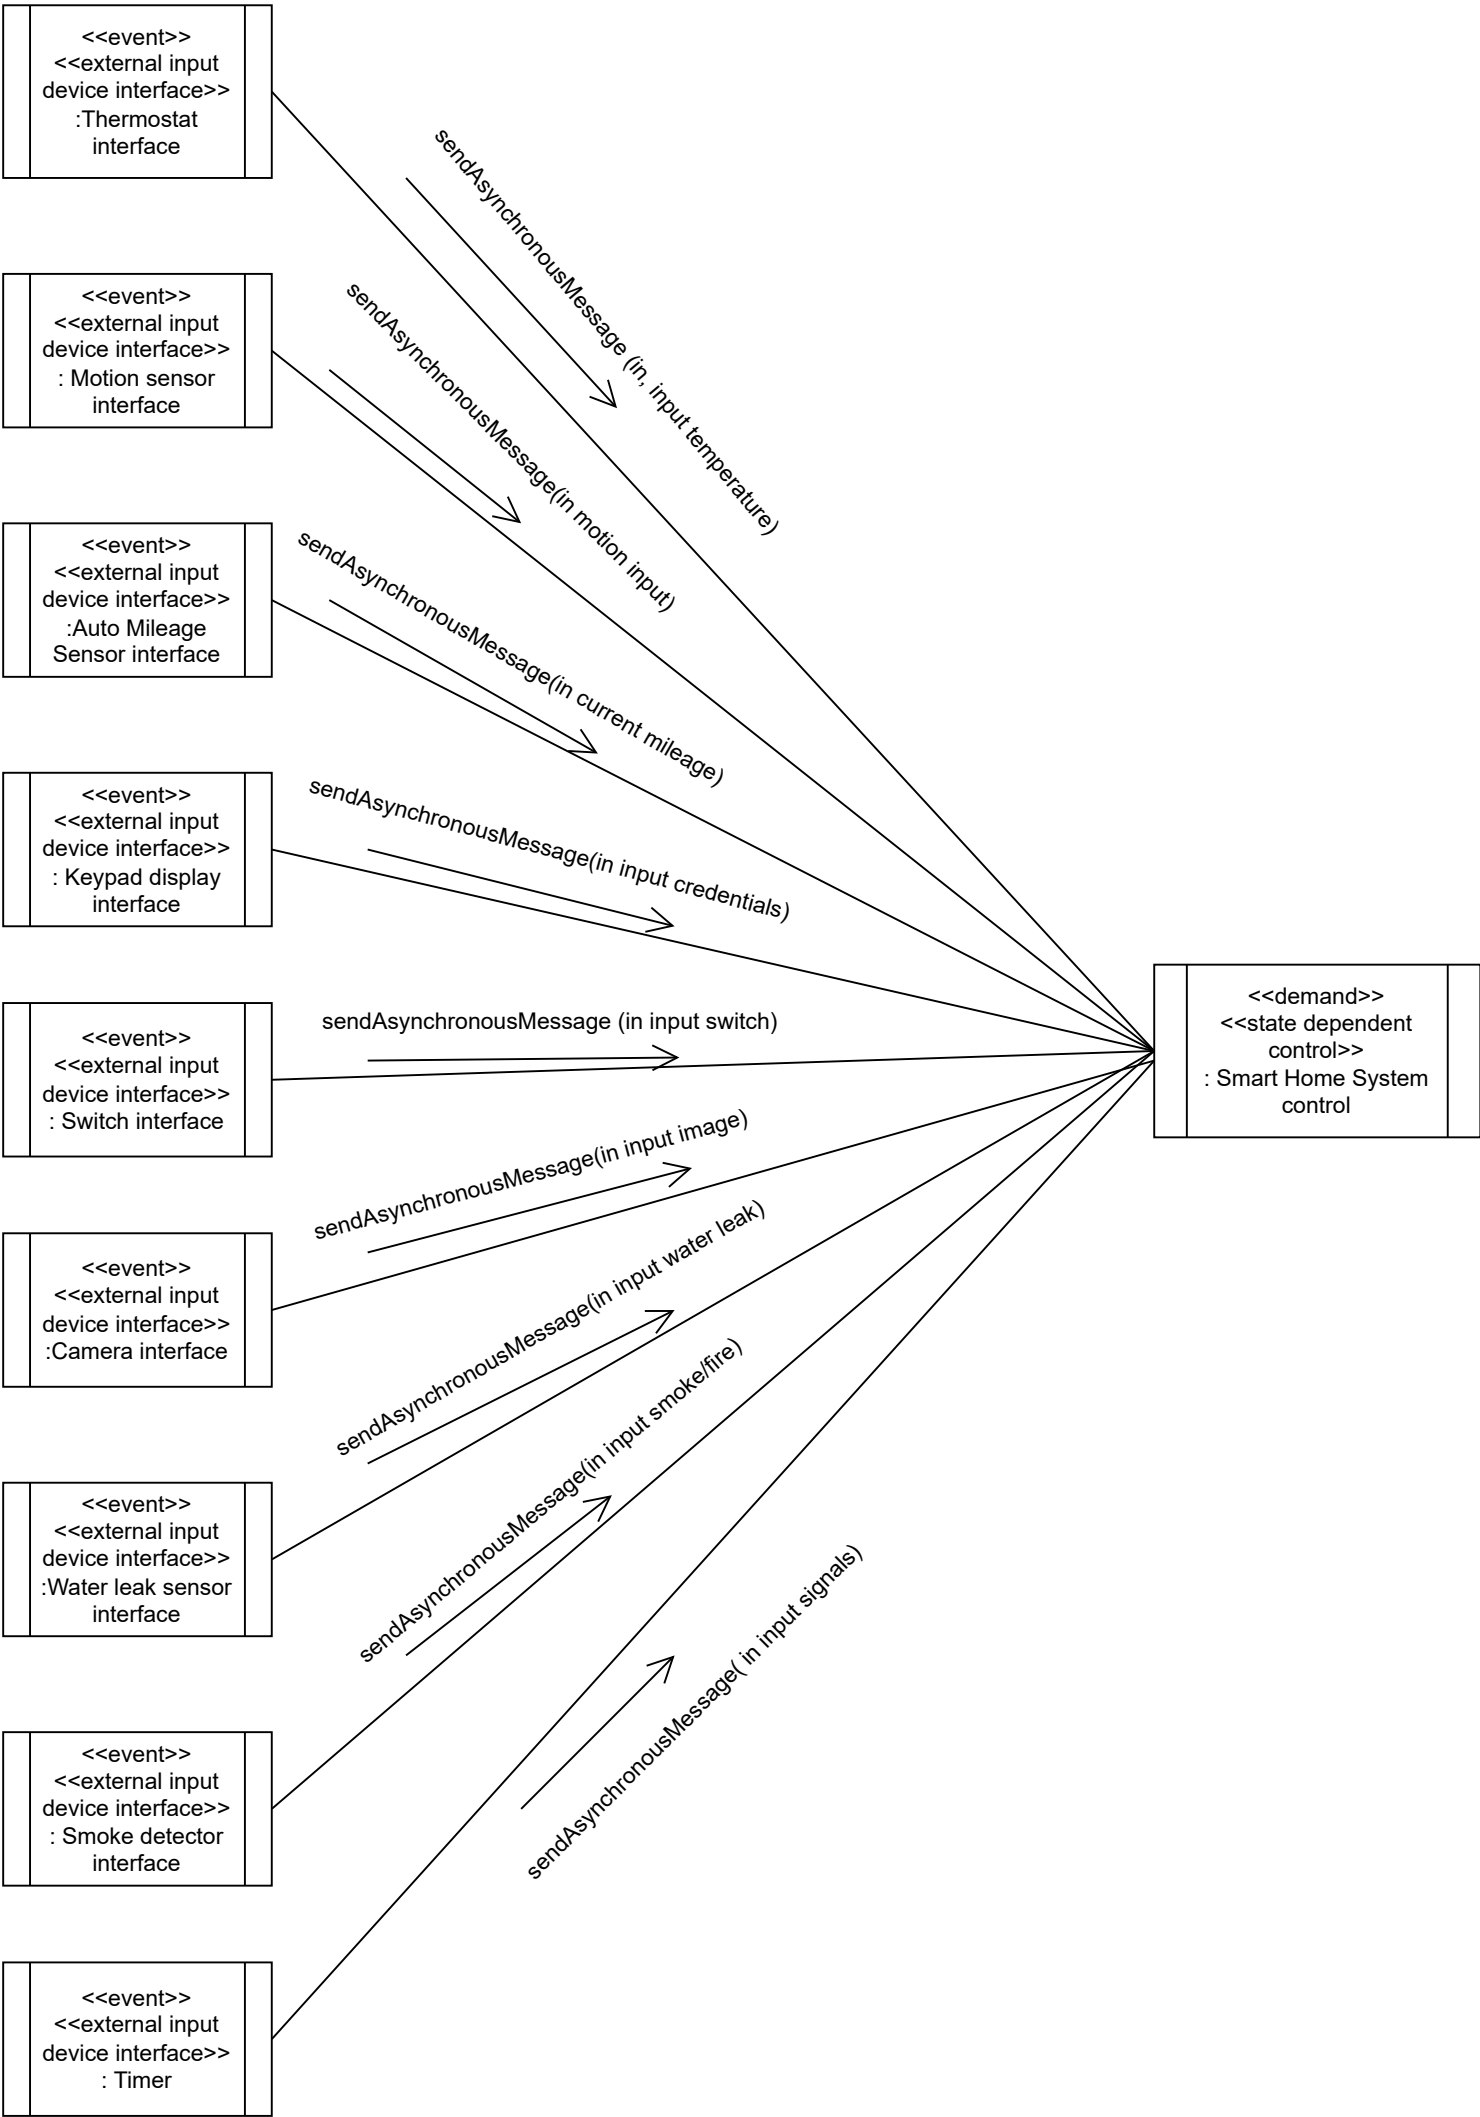 <<event>>
<<external input
device interface>>
:Thermostat
interface
sendAsynchronousMessage (in, input temperature)
<<event>>
<<external input
device interface>>
: Motion sensor
interface
sendAsynchronousMessage(in motion input)
<<event>>
<<external input
device interface>>
:Auto Mileage
Sensor interface
sendAsynchronousMessage(in current mileage)
<<event>>
<<external input
device interface>>
: Keypad display
interface
sendAsynchronousMessage(in input credentials)
<<event>>
<<external input
device interface>>
: Switch interface
sendAsynchronousMessage (in input switch)
<<demand>>
<<state dependent
control>>
: Smart Home System
control
<<event>>
<<external input
device interface>>
:Camera interface
sendAsynchronousMessage(in input image)
<<event>>
<<external input
device interface>>
:Water leak sensor
interface
sendAsynchronousMessage(in input water leak)
<<event>>
<<external input
device interface>>
: Smoke detector
interface
sendAsynchronousMessage(in input smoke/fire)
<<event>>
<<external input
device interface>>
: Timer
sendAsynchronousMessage( in input signals)